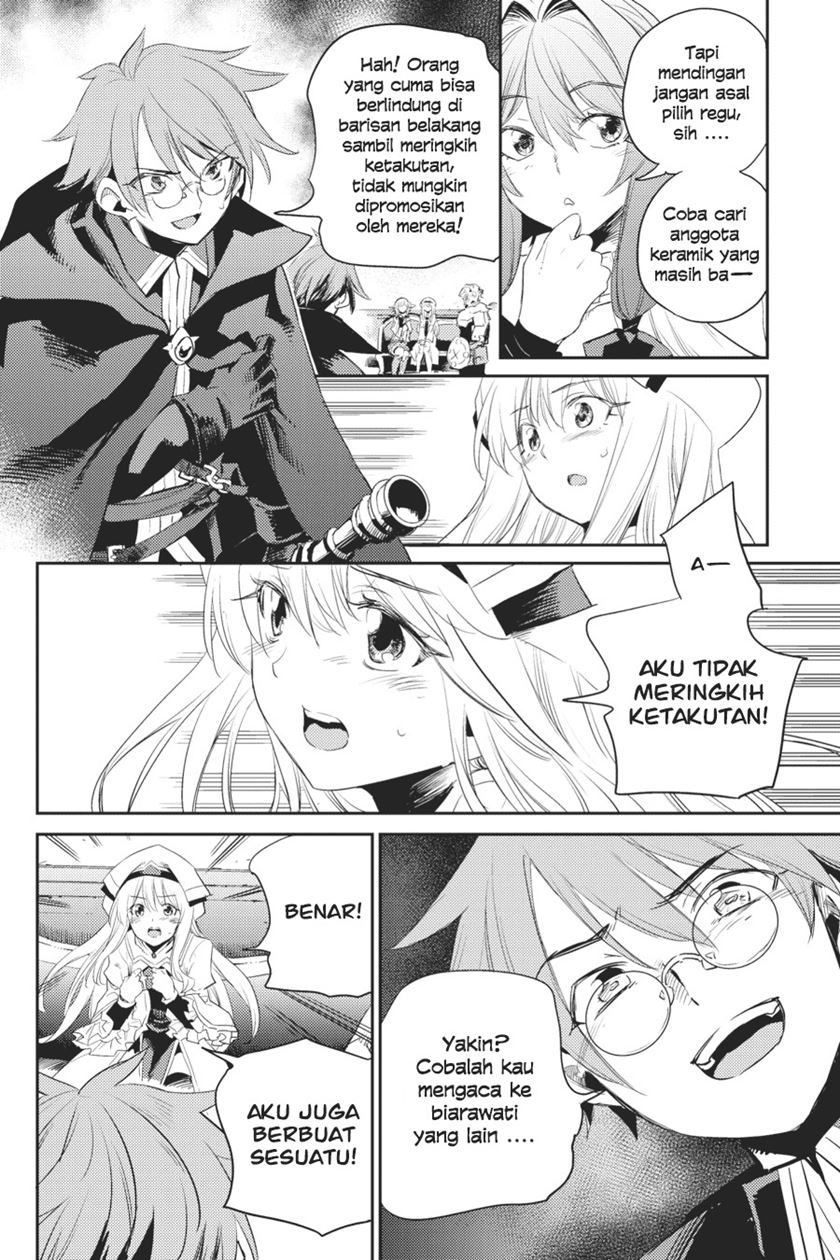 Tapi
mendingan
jangan asal
pilih regu,
sih ....
Coba cari
anggota
keramik yang
masih ba—
Hah! Orang
yang cuma bisa
berlindung di
barisan belakang
sambil meringkih
ketakutan,
tidak mungkin
dipromosikan
oleh mereka!
A—
AKU TIDAK
MERINGKIH
KETAKUTAN!
Yakin?
Cobalah kau
mengaca ke
biarawati
yang lain ....
BENAR!
AKU JUGA
BERBUAT
SESUATU!